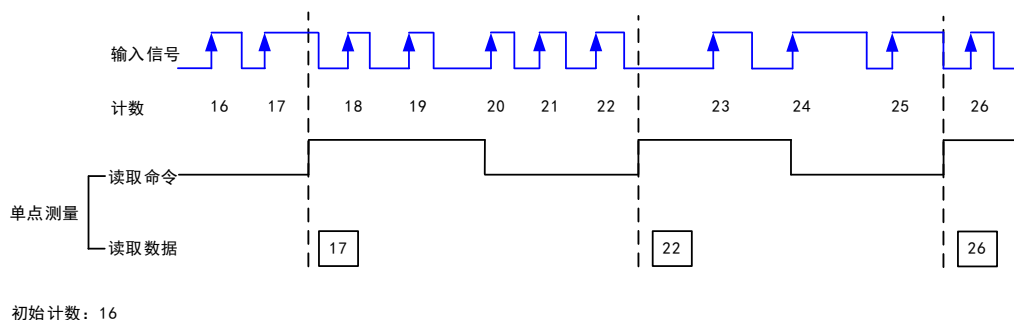 输入信号
计数 16 17 18 19 20 21 22 23 24 25 26
读取命令
单点测量
读取数据 17 22 26
初始计数：16